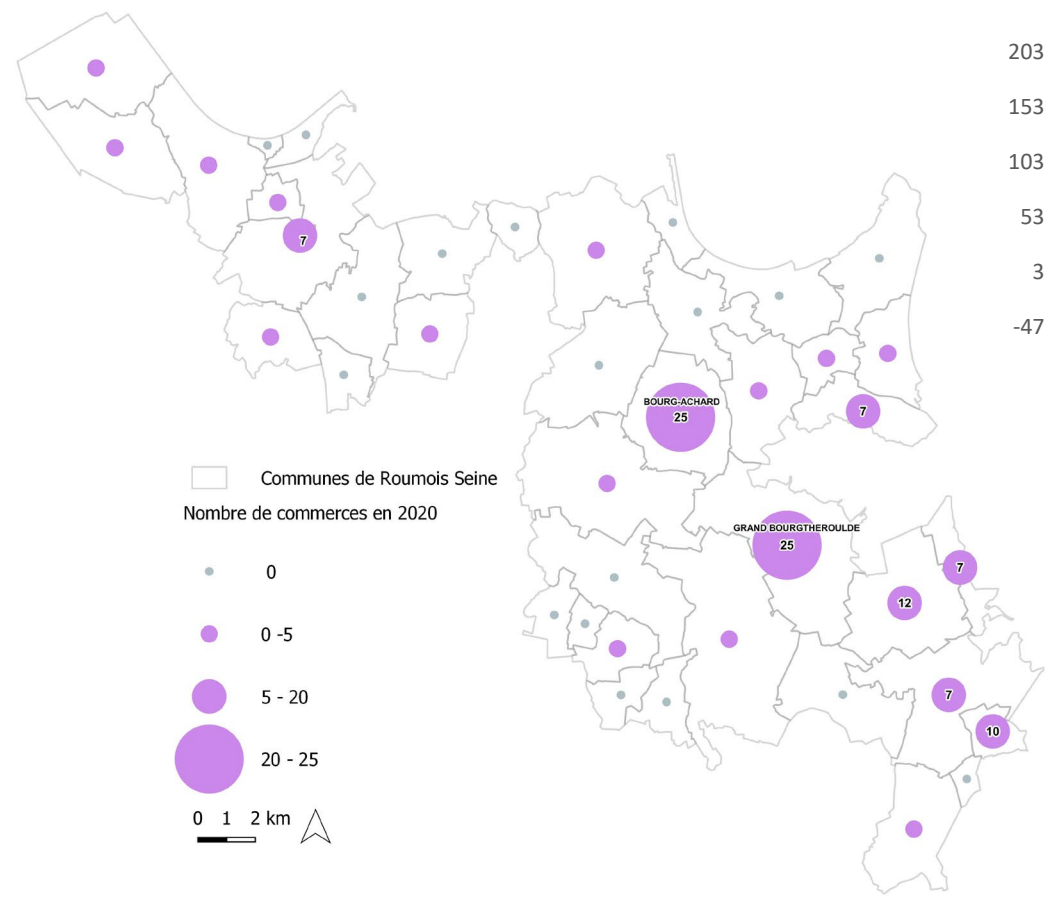 203
153
103
53
3
-47
7
BOURG-ACHARD
25
7
Communes de Roumois Seine
Nombre de commerces en 2020
GRAND BOURGTHEROULDE
25
7
12
0
0 -5
5 - 20
7
10
20 - 25
0 1 2 km